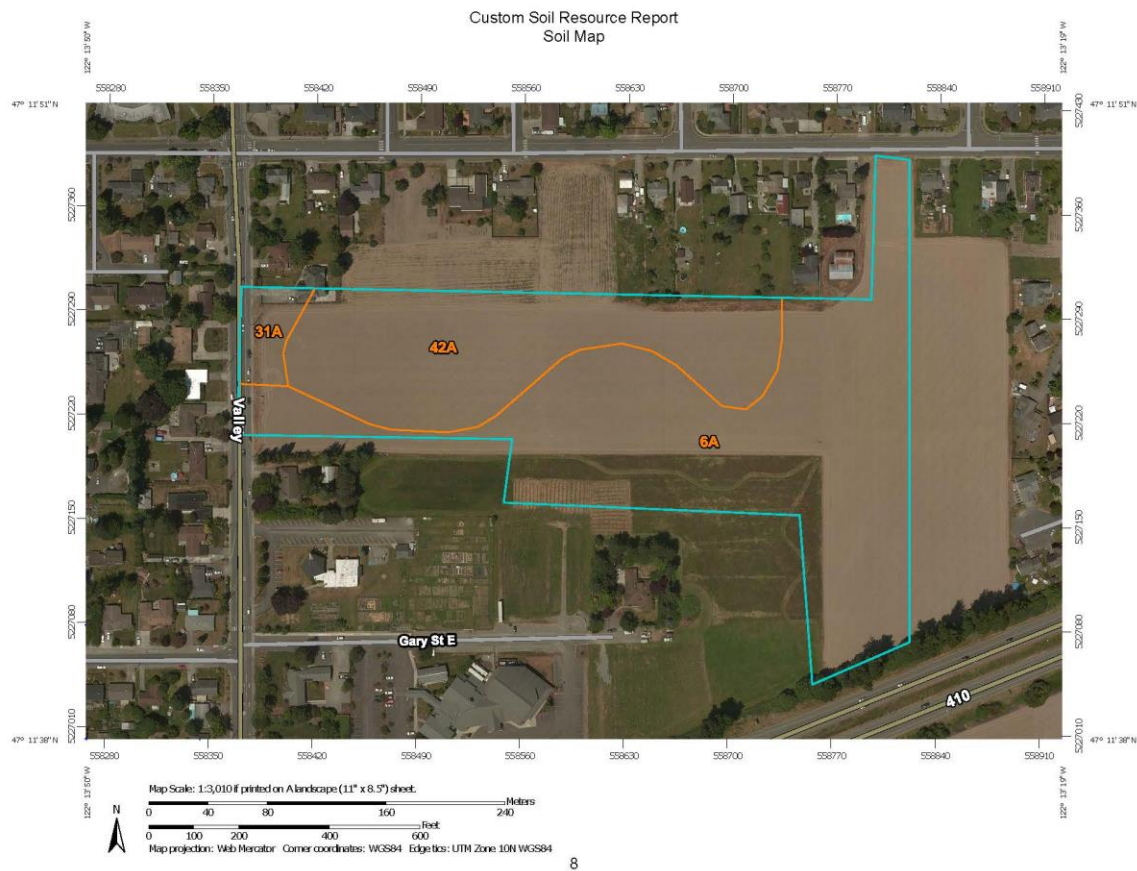 Custom Soil Resource Report
Soil Map
122° 13' 50" W
122° 13' 19" W
558280 558350 558420 558490 558560 558630 558700 558770 558840 558910
47° 11' 51" N
47° 11' 51" N
5227430
5227360
5227360
5227290
5227290
31A
42A
5227220
5227220
Valley
6A
5227150
5227150
5227080
5227080
Gary St E
410
5227010
5227010
47° 11' 38" N
47° 11' 38" N
558280 558350 558420 558490 558560 558630 558700 558770 558840 558910
122° 13' 50" W
122° 13' 19" W
Map Scale: 1:3,010 if printed on A landscape (11" x 8.5") sheet.
Meters
0 40 80 160 240
Feet
0 100 200 400 600
N
Map projection: Web Mercator Corner coordinates: WGS84 Edge tics: UTM Zone 10N WGS84
8